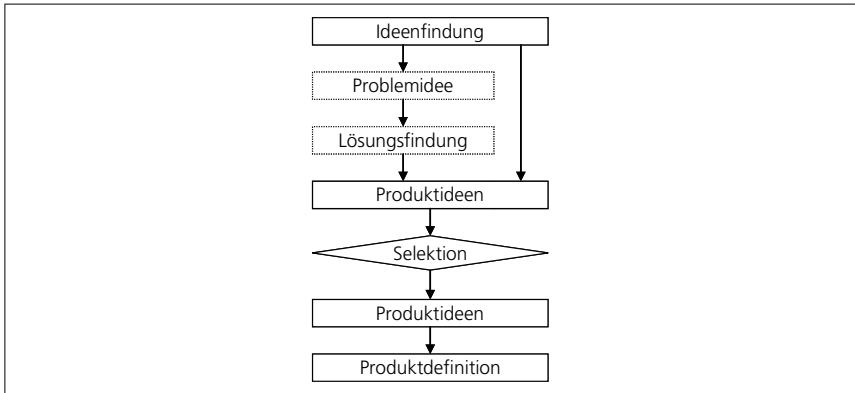 Ideenfindung
Problemidee
Lösungsfindung
Produktideen
Selektion
Produktideen
Produktdefinition